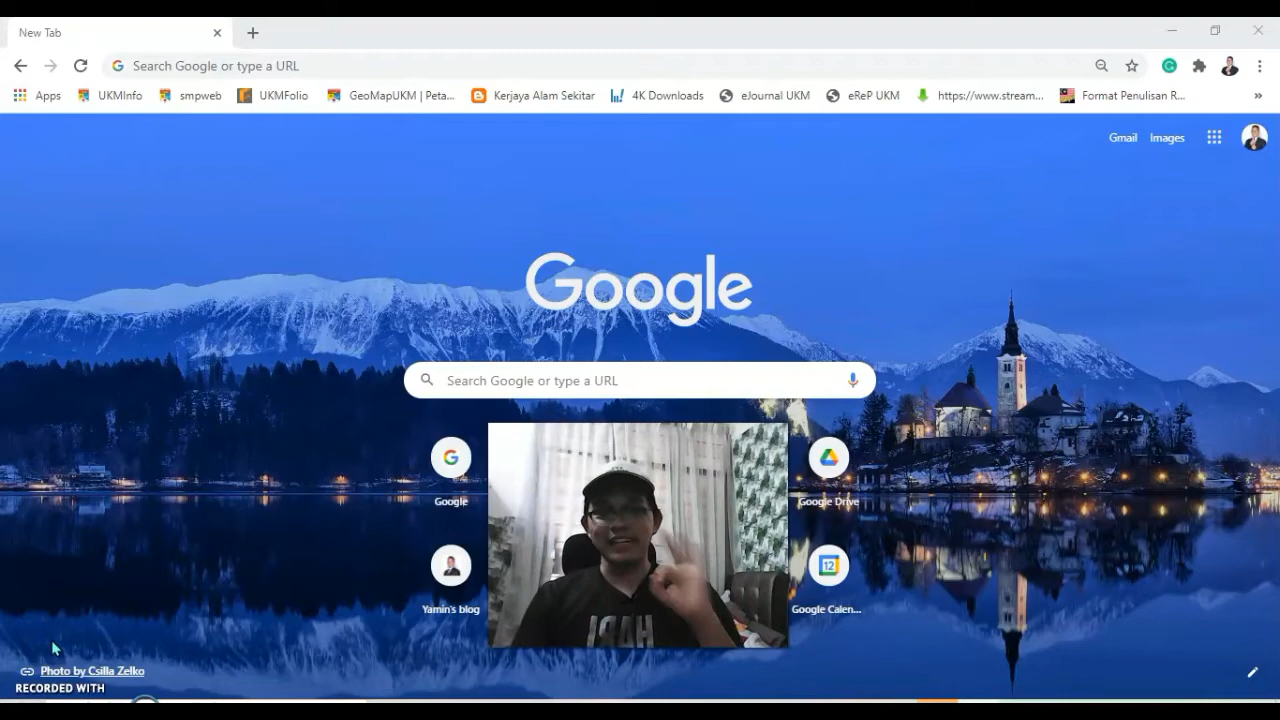 New Tab
Search Google or type a URL
Apps
UKMInfo
smpweb
UKMFolio
GeoMapUKM | Peta...
Kerjaya Alam Sekitar
4K Downloads
eJournal UKM
eReP UKM
https://www.stream...
Format Penulisan R...
»
Gmail
Images
Google
Search Google or type a URL
Google
Google Drive
Yamin's blog
12
Google Calen...
Photo by Csilla Zelko
RECORDED WITH